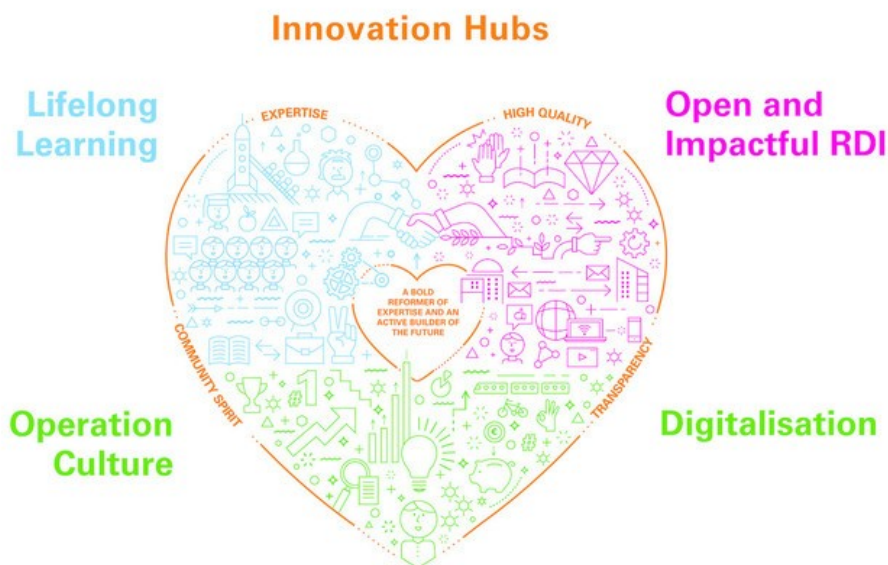 Innovation Hubs
Lifelong
Learning
EXPERTISE
HIGH QUALITY
Open and
Impactful RDI
A BOLD
REFORMER OF
EXPERTISE AND AN
ACTIVE BUILDER OF
THE FUTURE
COMMUNITY SPIRIT
TRANSPARENCY
#1
Operation
Culture
Digitalisation